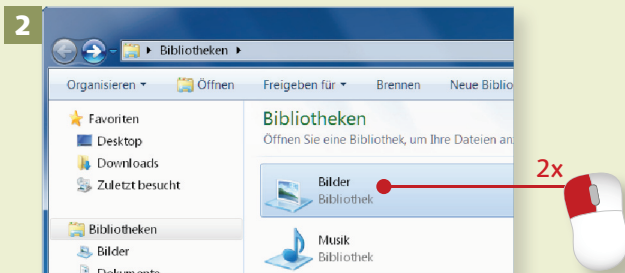 2
Bibliotheken
Organisieren Öffnen Freigeben für Brennen Neue Biblio
Favoriten
Desktop
Downloads
Zuletzt besucht
Bibliotheken
Bilder
Dokumente
Bibliotheken
Öffnen Sie eine Bibliothek, um Ihre Dateien an
Bilder
Bibliothek
Musik
Bibliothek
2x